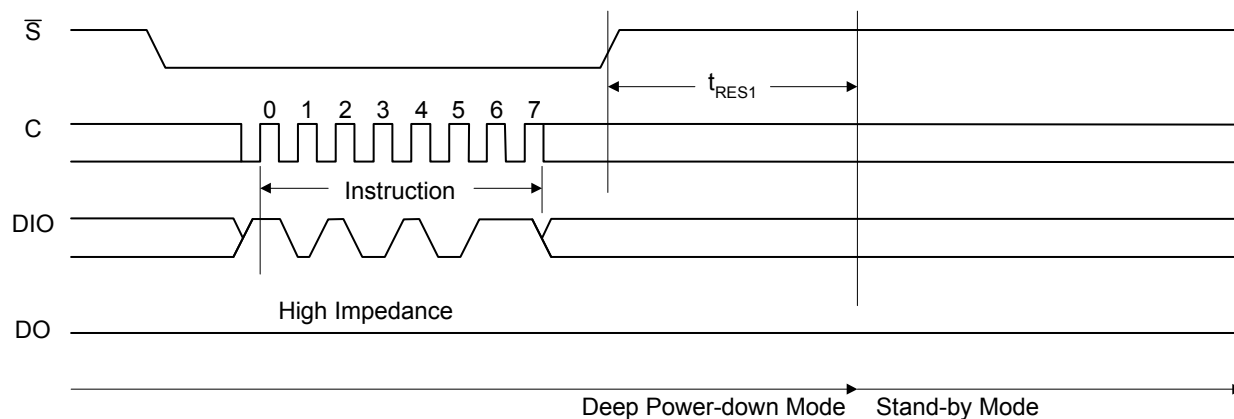 S̅
0 1 2 3 4 5 6 7
tRES1
C
Instruction
DIO
High Impedance
DO
Deep Power-down Mode Stand-by Mode